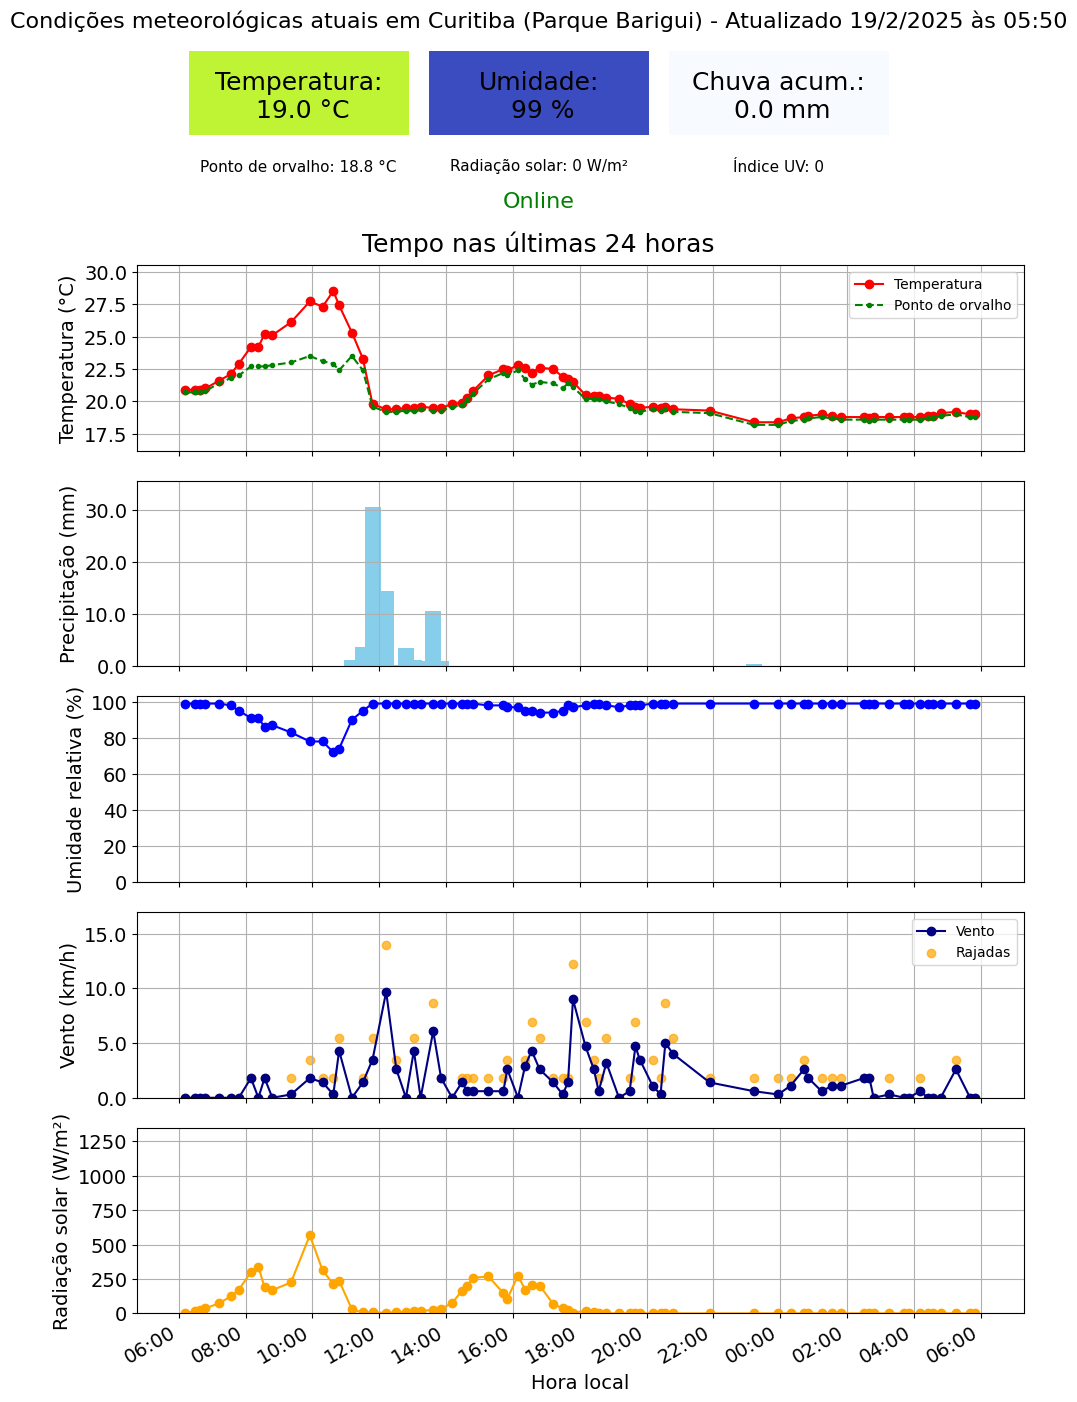 Condições meteorológicas atuais em Curitiba (Parque Barigui) - Atualizado 19/2/2025 às 05:50
Temperatura:
19.0 °C
Umidade:
99 %
Chuva acum.:
0.0 mm
Ponto de orvalho: 18.8 °C
Radiação solar: 0 W/m²
Índice UV: 0
Online
Tempo nas últimas 24 horas
Temperatura (°C)
30.0
27.5
25.0
22.5
20.0
17.5
Temperatura
Ponto de orvalho
Precipitação (mm)
30.0
20.0
10.0
0.0
Umidade relativa (%)
100
80
60
40
20
0
Vento (km/h)
15.0
10.0
5.0
0.0
Vento
Rajadas
Radiação solar (W/m²)
1250
1000
750
500
250
0
06:00
08:00
10:00
12:00
14:00
16:00
18:00
20:00
22:00
00:00
02:00
04:00
06:00
Hora local